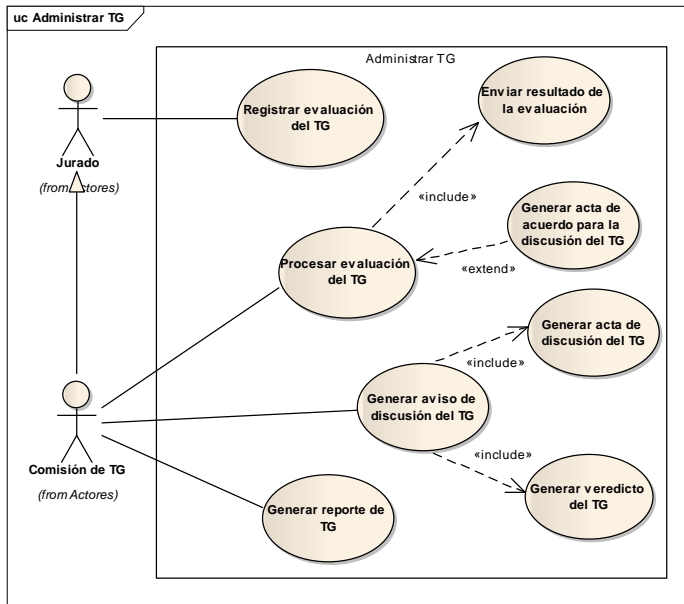 uc Administrar TG
Administrar TG
Registrar evaluación
del TG
Enviar resultado de
la evaluación
Jurado
(from Actores)
«include»
Generar acta de
acuerdo para la
discusión del TG
Procesar evaluación
del TG
«extend»
Generar acta de
discusión del TG
«include»
Generar aviso de
discusión del TG
Comisión de TG
(from Actores)
«include»
Generar veredicto
del TG
Generar reporte de
TG